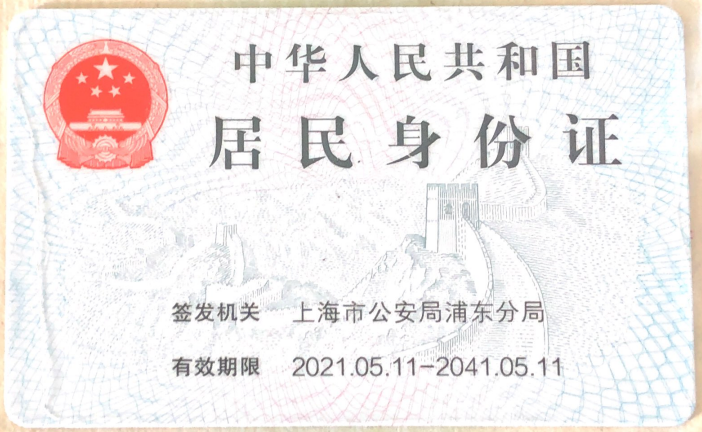 中华人民共和国
居民身份证
签发机关 上海市公安局浦东分局
有效期限 2021.05.11-2041.05.11